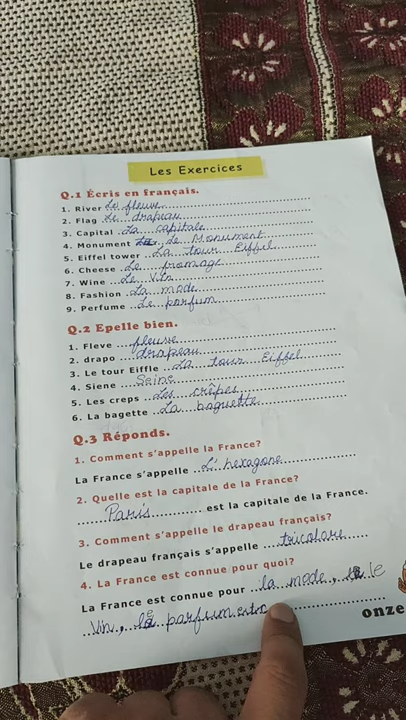 Les Exercices
Q.1 Écris en français.
1. River Le fleuve
2. Flag Le drapeau
3. Capital La capitale
4. Monument Le Monument
5. Eiffel tower La tour Eiffel
6. Cheese Le fromage
7. Wine Le Vin
8. Fashion La mode
9. Perfume Le parfum
Q.2 Epelle bien.
1. Fleve fleuve
2. drapo drapeau
3. Le tour Eiffle La tour Eiffel
4. Siene Seine
5. Les creps Les crêpes
6. La bagette La baguette
Q.3 Réponds.
1. Comment s'appelle la France?
La France s'appelle L'hexagone
2. Quelle est la capitale de la France?
Paris est la capitale de la France.
3. Comment s'appelle le drapeau français?
Le drapeau français s'appelle tricolore
4. La France est connue pour quoi?
La France est connue pour la mode, le
vin, le parfum
onze